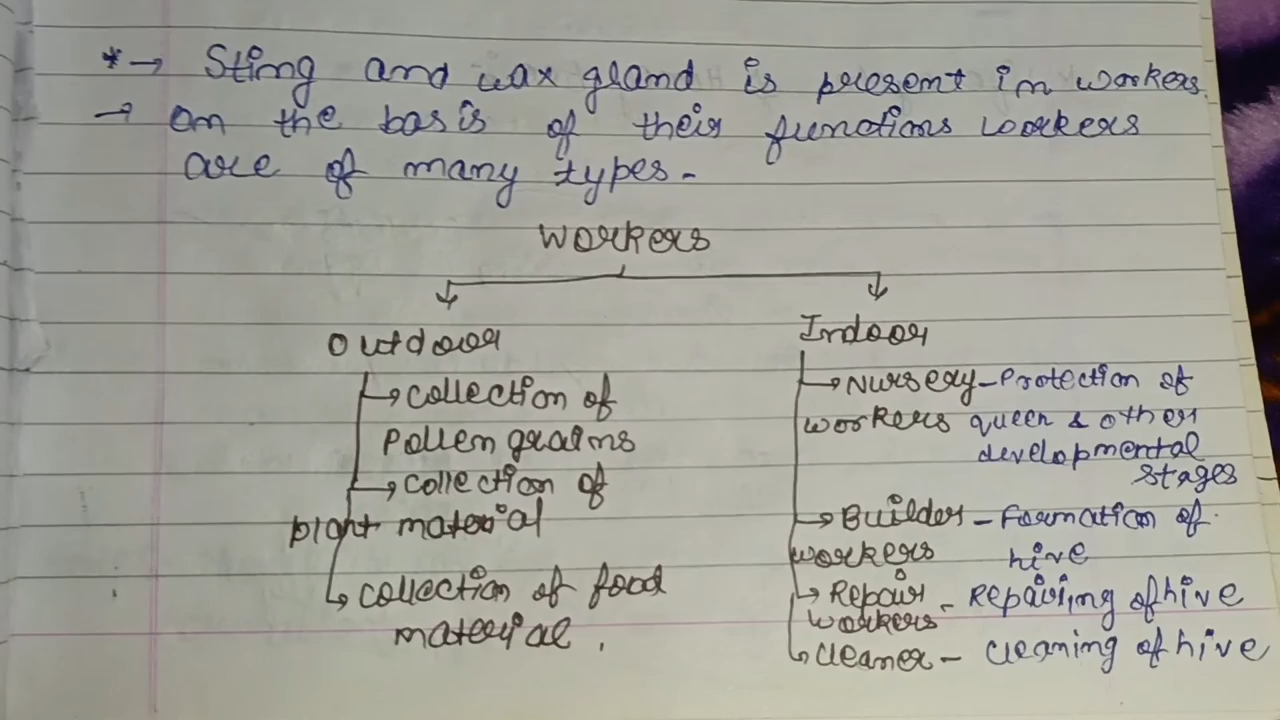 *→ Sting and wax gland is present in workers.
→ on the basis of their functions workers
are of many types-
workers
Outdoor
→ collection of
Pollen grains
→ collection of
plant material
→ collection of food
material.
Indoor
→ Nursery - Protection of
workers queen & other
developmental
stages
→ Builder - Formation of
workers hive
→ Repair - Repairing of hive
workers
→ cleaner - cleaning of hive